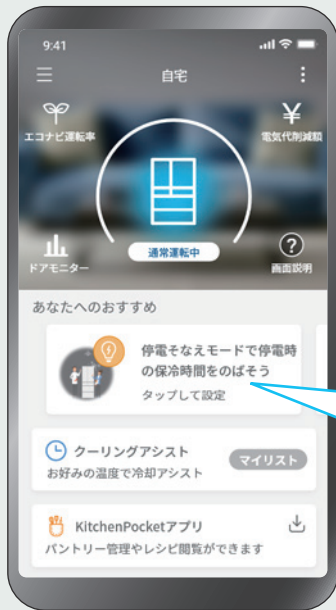 9:41
自宅
エコナビ運転率
¥
電気代削減額
通常運転中
ドアモニター
?
画面説明
あなたへのおすすめ
停電そなえモードで停電時
の保冷時間をのばそう
タップして設定
クーリングアシスト
お好みの温度で冷却アシスト
マイリスト
KitchenPocketアプリ
パントリー管理やレシピ閲覧ができます